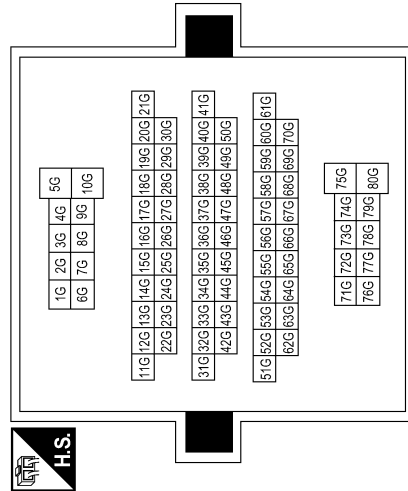 1G 2G 3G 4G 5G
6G 7G 8G 9G 10G
11G 12G 13G 14G 15G 16G 17G 18G 19G 20G 21G
22G 23G 24G 25G 26G 27G 28G 29G 30G
31G 32G 33G 34G 35G 36G 37G 38G 39G 40G 41G
42G 43G 44G 45G 46G 47G 48G 49G 50G
51G 52G 53G 54G 55G 56G 57G 58G 59G 60G 61G
62G 63G 64G 65G 66G 67G 68G 69G 70G
71G 72G 73G 74G 75G
76G 77G 78G 79G 80G
H.S.